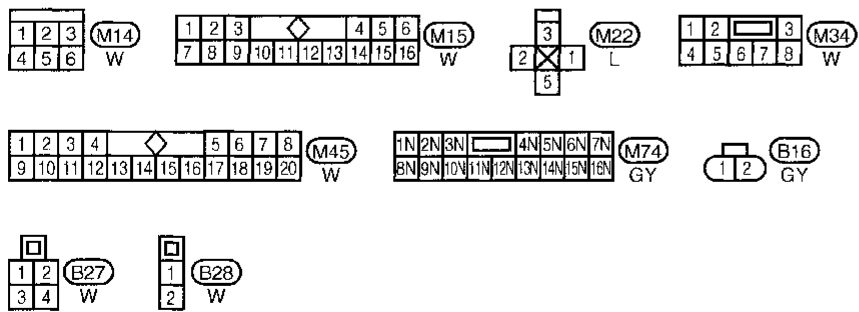 1 2 3
4 5 6
M14
W
1 2 3 4 5 6
7 8 9 10 11 12 13 14 15 16
M15
W
3
2 1
5
M22
L
1 2 3
4 5 6 7 8
M34
W
1 2 3 4 5 6 7 8
9 10 11 12 13 14 15 16 17 18 19 20
M45
W
1N 2N 3N 4N 5N 6N 7N
8N 9N 10N 11N 12N 13N 14N 15N 16N
M74
GY
1 2
B16
GY
1 2
3 4
B27
W
1
2
B28
W